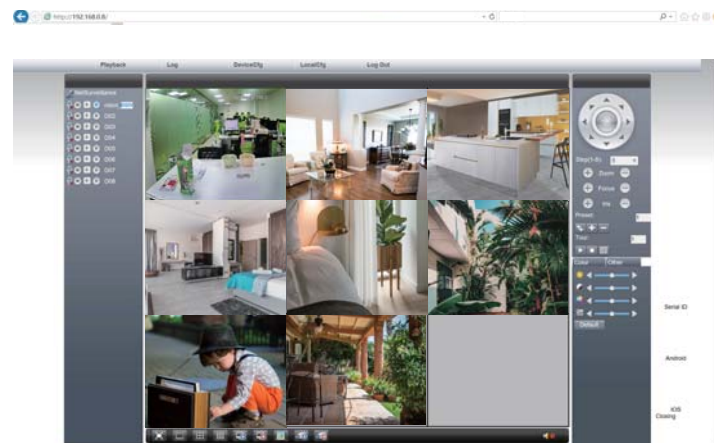 http://192.168.0.8/
Playback Log DeviceCfg LocalCfg Log Out
NetSurveillance
D02
D03
D04
D05
D06
D07
D08
Step(1-8): 5
Zoom
Focus
Iris
Preset:
Tour:
Color Other
Default
Serial ID
Android
iOS
Closing